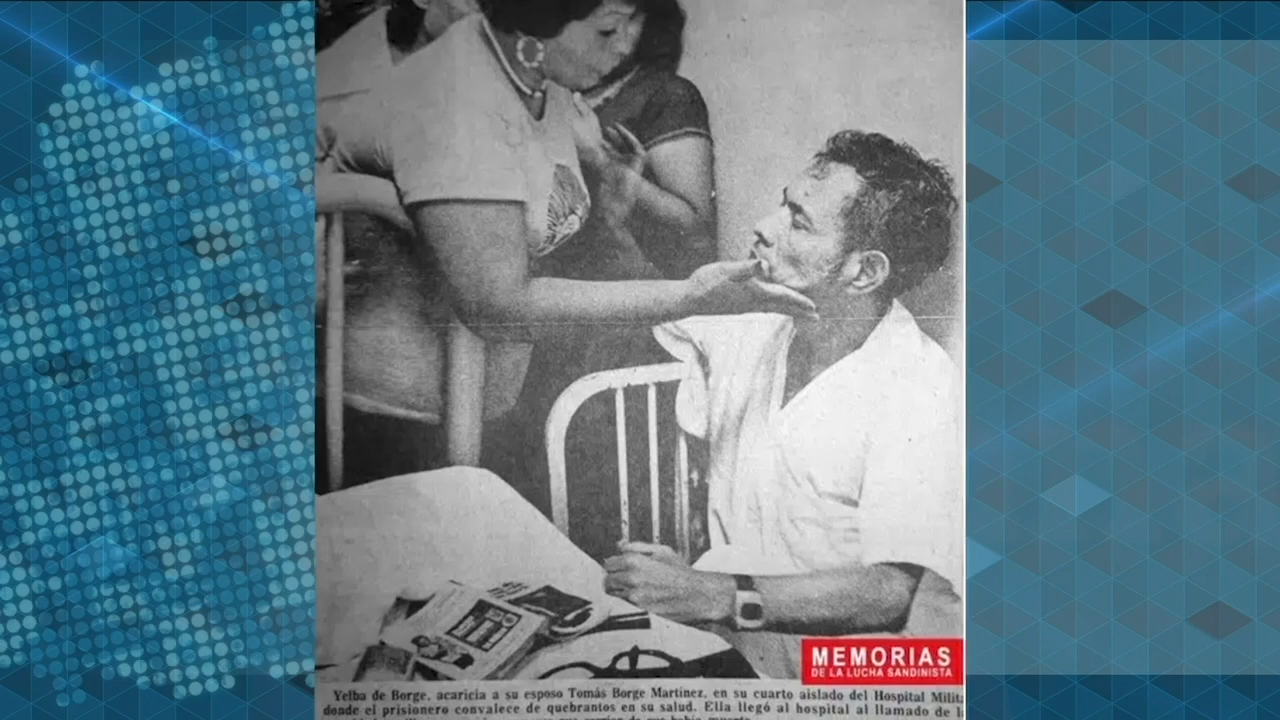 MEMORIAS
DE LA LUCHA SANDINISTA
Yelba de Borge, acaricia a su esposo Tomás Borge Martínez, en su cuarto aislado del Hospital Milit
donde el prisionero convalece de quebrantos en su salud. Ella llegó al hospital al llamado de l